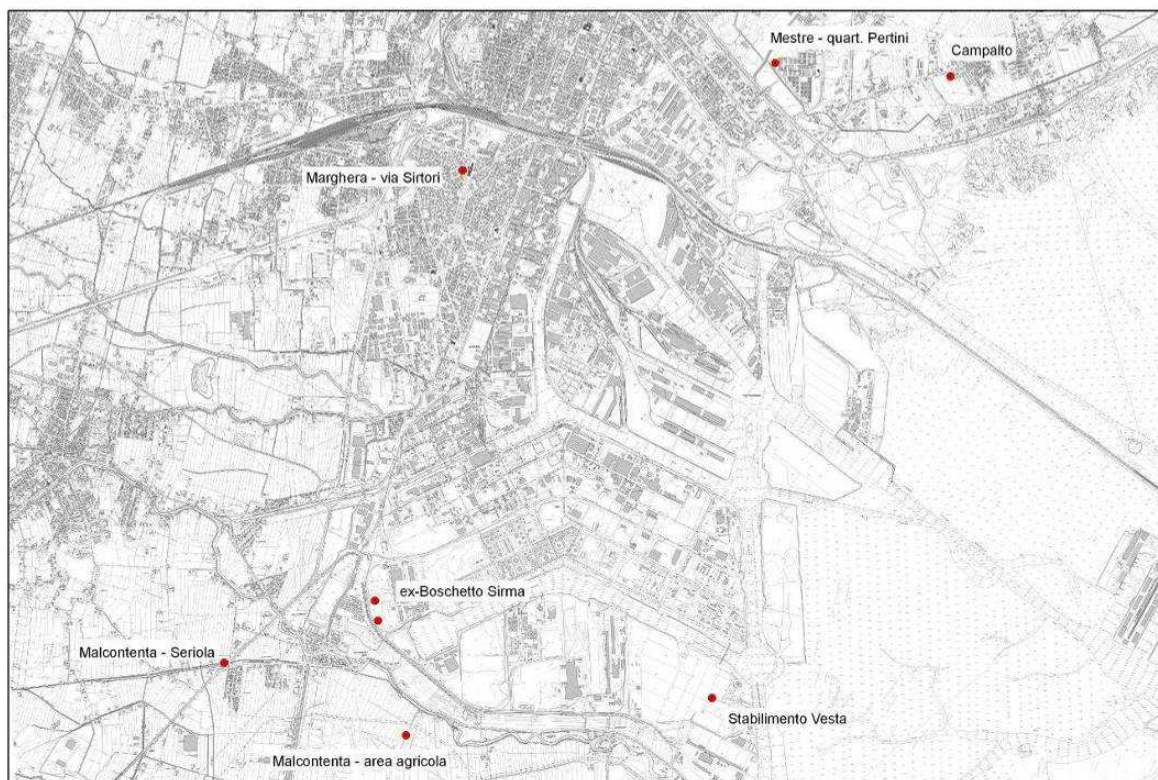 Mestre - quart. Pertini
Campalto
Marghera - via Sirtori
ex-Boschetto Sirma
Malcontenta - Seriola
Stabilimento Vesta
Malcontenta - area agricola